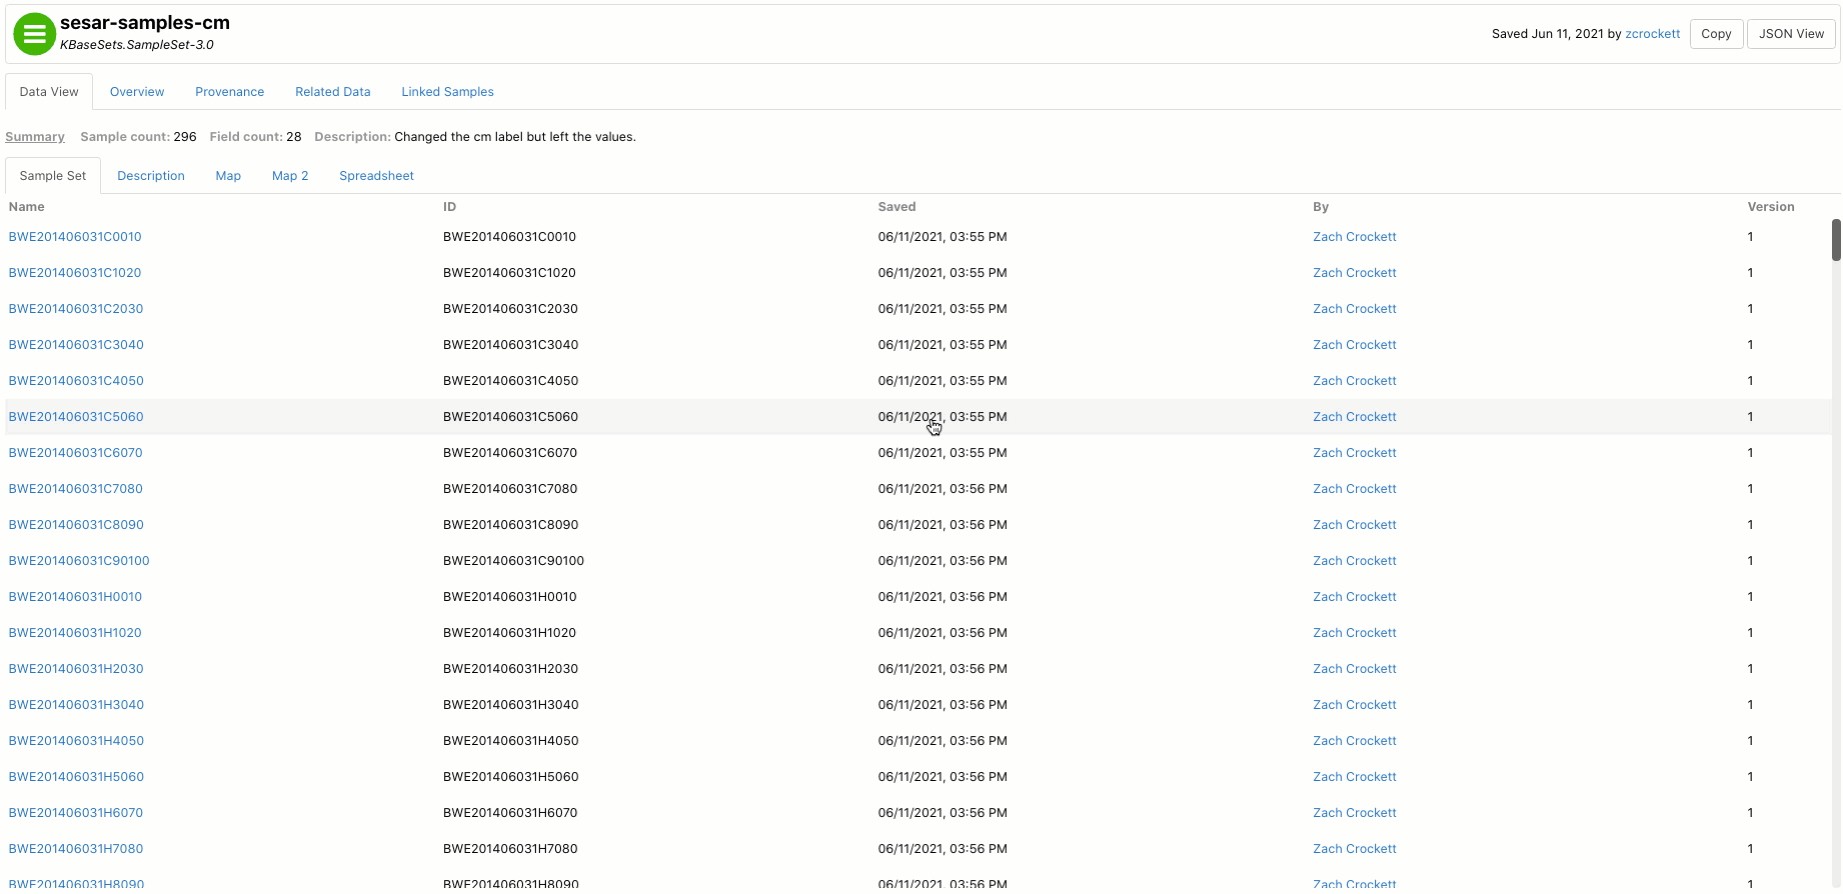 sesar-samples-cm
KBaseSets.SampleSet-3.0
Saved Jun 11, 2021 by zcrockett Copy JSON View
Data View Overview Provenance Related Data Linked Samples
Summary Sample count: 296 Field count: 28 Description: Changed the cm label but left the values.
Sample Set Description Map Map 2 Spreadsheet
Name ID Saved By Version
BWE201406031C0010 BWE201406031C0010 06/11/2021, 03:55 PM Zach Crockett 1
BWE201406031C1020 BWE201406031C1020 06/11/2021, 03:55 PM Zach Crockett 1
BWE201406031C2030 BWE201406031C2030 06/11/2021, 03:55 PM Zach Crockett 1
BWE201406031C3040 BWE201406031C3040 06/11/2021, 03:55 PM Zach Crockett 1
BWE201406031C4050 BWE201406031C4050 06/11/2021, 03:55 PM Zach Crockett 1
BWE201406031C5060 BWE201406031C5060 06/11/2021, 03:55 PM Zach Crockett 1
BWE201406031C6070 BWE201406031C6070 06/11/2021, 03:55 PM Zach Crockett 1
BWE201406031C7080 BWE201406031C7080 06/11/2021, 03:56 PM Zach Crockett 1
BWE201406031C8090 BWE201406031C8090 06/11/2021, 03:56 PM Zach Crockett 1
BWE201406031C90100 BWE201406031C90100 06/11/2021, 03:56 PM Zach Crockett 1
BWE201406031H0010 BWE201406031H0010 06/11/2021, 03:56 PM Zach Crockett 1
BWE201406031H1020 BWE201406031H1020 06/11/2021, 03:56 PM Zach Crockett 1
BWE201406031H2030 BWE201406031H2030 06/11/2021, 03:56 PM Zach Crockett 1
BWE201406031H3040 BWE201406031H3040 06/11/2021, 03:56 PM Zach Crockett 1
BWE201406031H4050 BWE201406031H4050 06/11/2021, 03:56 PM Zach Crockett 1
BWE201406031H5060 BWE201406031H5060 06/11/2021, 03:56 PM Zach Crockett 1
BWE201406031H6070 BWE201406031H6070 06/11/2021, 03:56 PM Zach Crockett 1
BWE201406031H7080 BWE201406031H7080 06/11/2021, 03:56 PM Zach Crockett 1
BWE201406031H8090 BWE201406031H8090 06/11/2021, 03:56 PM Zach Crockett 1